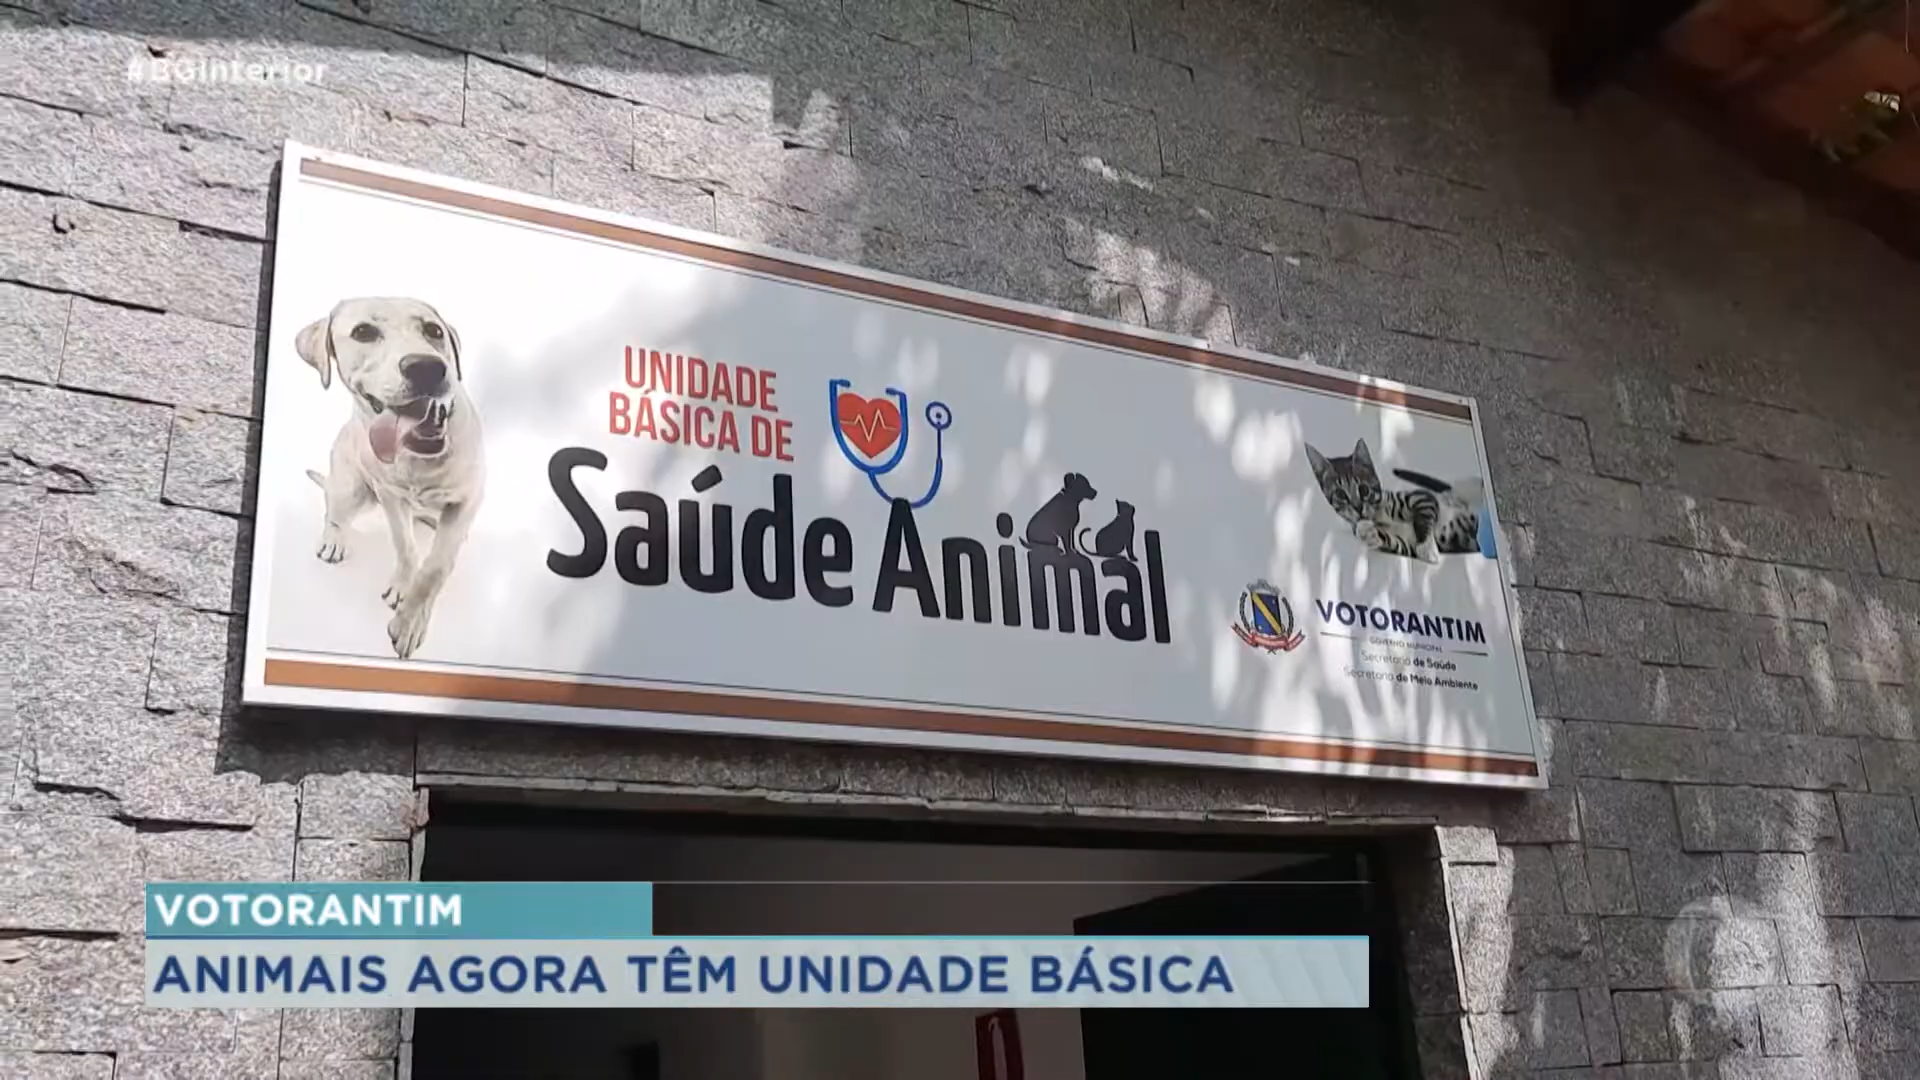 #BGInterior
UNIDADE
BÁSICA DE
Saúde Animal
VOTORANTIM
GOVERNO MUNICIPAL
Secretaria de Saúde
Secretaria de Meio Ambiente
VOTORANTIM
ANIMAIS AGORA TÊM UNIDADE BÁSICA